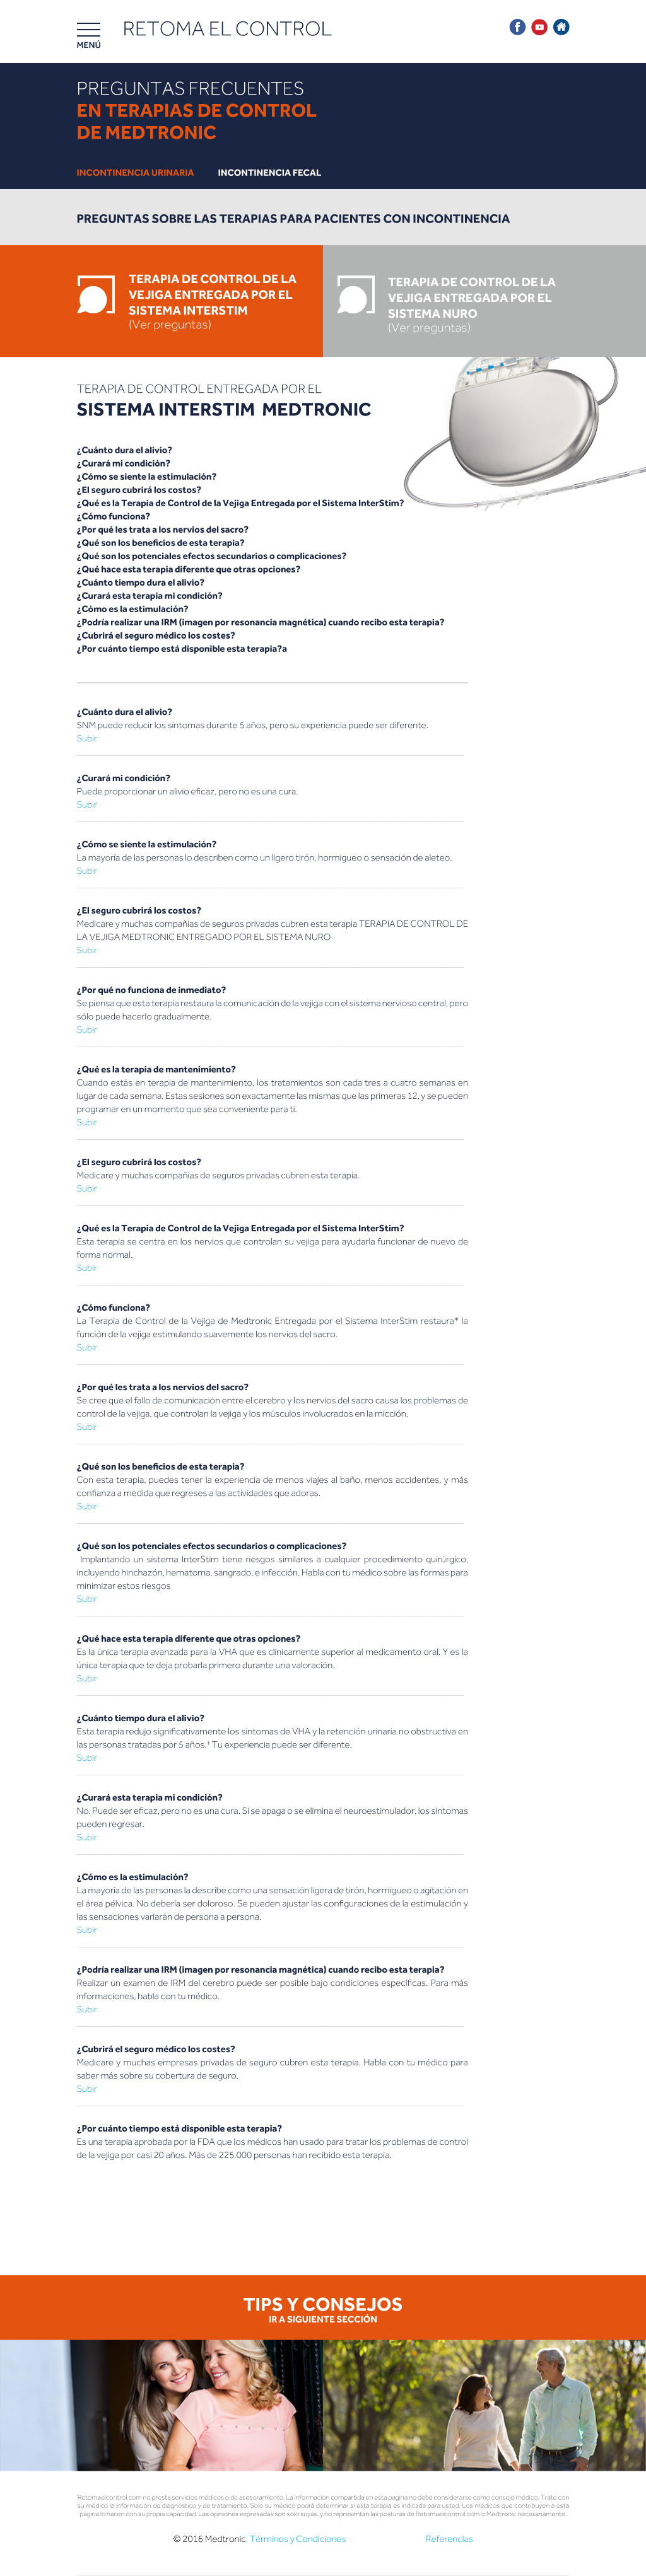 MENÚ
RETOMA EL CONTROL
PREGUNTAS FRECUENTES
EN TERAPIAS DE CONTROL
DE MEDTRONIC
INCONTINENCIA URINARIA
INCONTINENCIA FECAL
PREGUNTAS SOBRE LAS TERAPIAS PARA PACIENTES CON INCONTINENCIA
TERAPIA DE CONTROL DE LA
VEJIGA ENTREGADA POR EL
SISTEMA INTERSTIM
(Ver preguntas)
TERAPIA DE CONTROL DE LA
VEJIGA ENTREGADA POR EL
SISTEMA NURO
(Ver preguntas)
TERAPIA DE CONTROL ENTREGADA POR EL
SISTEMA INTERSTIM MEDTRONIC
¿Cuánto dura el alivio?
¿Curará mi condición?
¿Cómo se siente la estimulación?
¿El seguro cubrirá los costos?
¿Qué es la Terapia de Control de la Vejiga Entregada por el Sistema InterStim?
¿Cómo funciona?
¿Por qué les trata a los nervios del sacro?
¿Qué son los beneficios de esta terapia?
¿Qué son los potenciales efectos secundarios o complicaciones?
¿Qué hace esta terapia diferente que otras opciones?
¿Cuánto tiempo dura el alivio?
¿Curará esta terapia mi condición?
¿Cómo es la estimulación?
¿Podría realizar una IRM (imagen por resonancia magnética) cuando recibo esta terapia?
¿Cubrirá el seguro médico los costes?
¿Por cuánto tiempo está disponible esta terapia?a
¿Cuánto dura el alivio?
SNM puede reducir los síntomas durante 5 años, pero su experiencia puede ser diferente.
Subir
¿Curará mi condición?
Puede proporcionar un alivio eficaz, pero no es una cura.
Subir
¿Cómo se siente la estimulación?
La mayoría de las personas lo describen como un ligero tirón, hormigueo o sensación de aleteo.
Subir
¿El seguro cubrirá los costos?
Medicare y muchas compañías de seguros privadas cubren esta terapia TERAPIA DE CONTROL DE
LA VEJIGA MEDTRONIC ENTREGADO POR EL SISTEMA NURO
Subir
¿Por qué no funciona de inmediato?
Se piensa que esta terapia restaura la comunicación de la vejiga con el sistema nervioso central, pero
sólo puede hacerlo gradualmente.
Subir
¿Qué es la terapia de mantenimiento?
Cuando estás en terapia de mantenimiento, los tratamientos son cada tres a cuatro semanas en
lugar de cada semana. Estas sesiones son exactamente las mismas que las primeras 12, y se pueden
programar en un momento que sea conveniente para ti.
Subir
¿El seguro cubrirá los costos?
Medicare y muchas compañías de seguros privadas cubren esta terapia.
Subir
¿Qué es la Terapia de Control de la Vejiga Entregada por el Sistema InterStim?
Esta terapia se centra en los nervios que controlan su vejiga para ayudarla funcionar de nuevo de
forma normal.
Subir
¿Cómo funciona?
La Terapia de Control de la Vejiga de Medtronic Entregada por el Sistema InterStim restaura* la
función de la vejiga estimulando suavemente los nervios del sacro.
Subir
¿Por qué les trata a los nervios del sacro?
Se cree que el fallo de comunicación entre el cerebro y los nervios del sacro causa los problemas de
control de la vejiga, que controlan la vejiga y los músculos involucrados en la micción.
Subir
¿Qué son los beneficios de esta terapia?
Con esta terapia, puedes tener la experiencia de menos viajes al baño, menos accidentes, y más
confianza a medida que regreses a las actividades que adoras.
Subir
¿Qué son los potenciales efectos secundarios o complicaciones?
Implantando un sistema InterStim tiene riesgos similares a cualquier procedimiento quirúrgico,
incluyendo hinchazón, hematoma, sangrado, e infección. Habla con tu médico sobre las formas para
minimizar estos riesgos
Subir
¿Qué hace esta terapia diferente que otras opciones?
Es la única terapia avanzada para la VHA que es clínicamente superior al medicamento oral. Y es la
única terapia que te deja probarla primero durante una valoración.
Subir
¿Cuánto tiempo dura el alivio?
Esta terapia redujo significativamente los síntomas de VHA y la retención urinaria no obstructiva en
las personas tratadas por 5 años.¹ Tu experiencia puede ser diferente.
Subir
¿Curará esta terapia mi condición?
No. Puede ser eficaz, pero no es una cura. Si se apaga o se elimina el neuroestimulador, los síntomas
pueden regresar.
Subir
¿Cómo es la estimulación?
La mayoría de las personas la describe como una sensación ligera de tirón, hormigueo o agitación en
el área pélvica. No debería ser doloroso. Se pueden ajustar las configuraciones de la estimulación y
las sensaciones variarán de persona a persona.
Subir
¿Podría realizar una IRM (imagen por resonancia magnética) cuando recibo esta terapia?
Realizar un examen de IRM del cerebro puede ser posible bajo condiciones específicas. Para más
informaciones, habla con tu médico.
Subir
¿Cubrirá el seguro médico los costes?
Medicare y muchas empresas privadas de seguro cubren esta terapia. Habla con tu médico para
saber más sobre su cobertura de seguro.
Subir
¿Por cuánto tiempo está disponible esta terapia?
Es una terapia aprobada por la FDA que los médicos han usado para tratar los problemas de control
de la vejiga por casi 20 años. Más de 225.000 personas han recibido esta terapia.
TIPS Y CONSEJOS
IR A SIGUIENTE SECCIÓN
Retomaelcontrol.com no presta servicios médicos o de asesoramiento. La información compartida en esta pagina no debe considerarse como consejo médico. Trate con
su médico la información de diagnóstico y de tratamiento. Solo su médico podrá determinar si esta terapia es indicada para usted. Los médicos que contribuyen a esta
página lo hacen con su propia capacidad. Las opiniones expresadas son solo suyas, y no representan las posturas de Retomaelcontrol.com o Medtronic necesariamente.
© 2016 Medtronic. Términos y Condiciones
Referencias